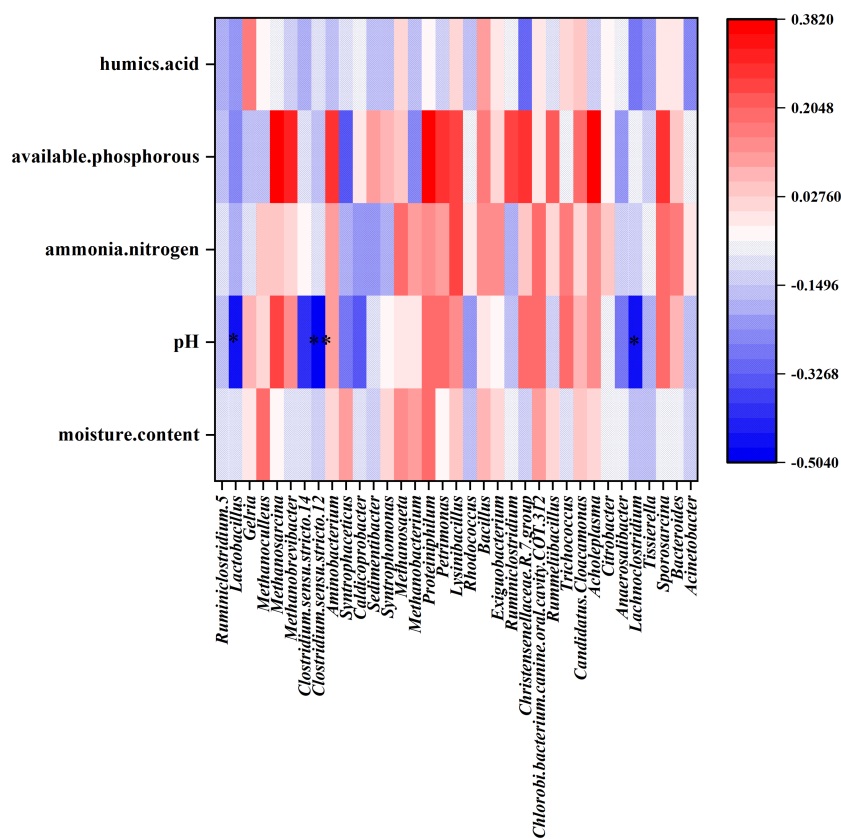 humics.acid
available.phosphorous
ammonia.nitrogen
pH
moisture.content
*
* *
*
0.3820
0.2048
0.02760
-0.1496
-0.3268
-0.5040
Ruminiclostridium.5
Lactobacillus
Gelria
Methanoculleus
Methanosarcina
Methanobrevibacter
Clostridium.sensu.stricto.14
Clostridium.sensu.stricto.12
Aminobacterium
Syntrophaceticus
Caldicoprobacter
Sedimentibacter
Syntrophomonas
Methanosaeta
Methanobacterium
Proteiniphilum
Petrimonas
Lysinibacillus
Rhodococcus
Bacillus
Exiguobacterium
Ruminiclostridium
Christensenellaceae.R.7.group
Chlorobi.bacterium.canine.oral.cavity.COT.312
Rummeliibacillus
Trichococcus
Candidatus.Cloacamonas
Acholeplasma
Citrobacter
Anaerosalibacter
Lachnoclostridium
Tissierella
Sporosarcina
Bacteroides
Acinetobacter